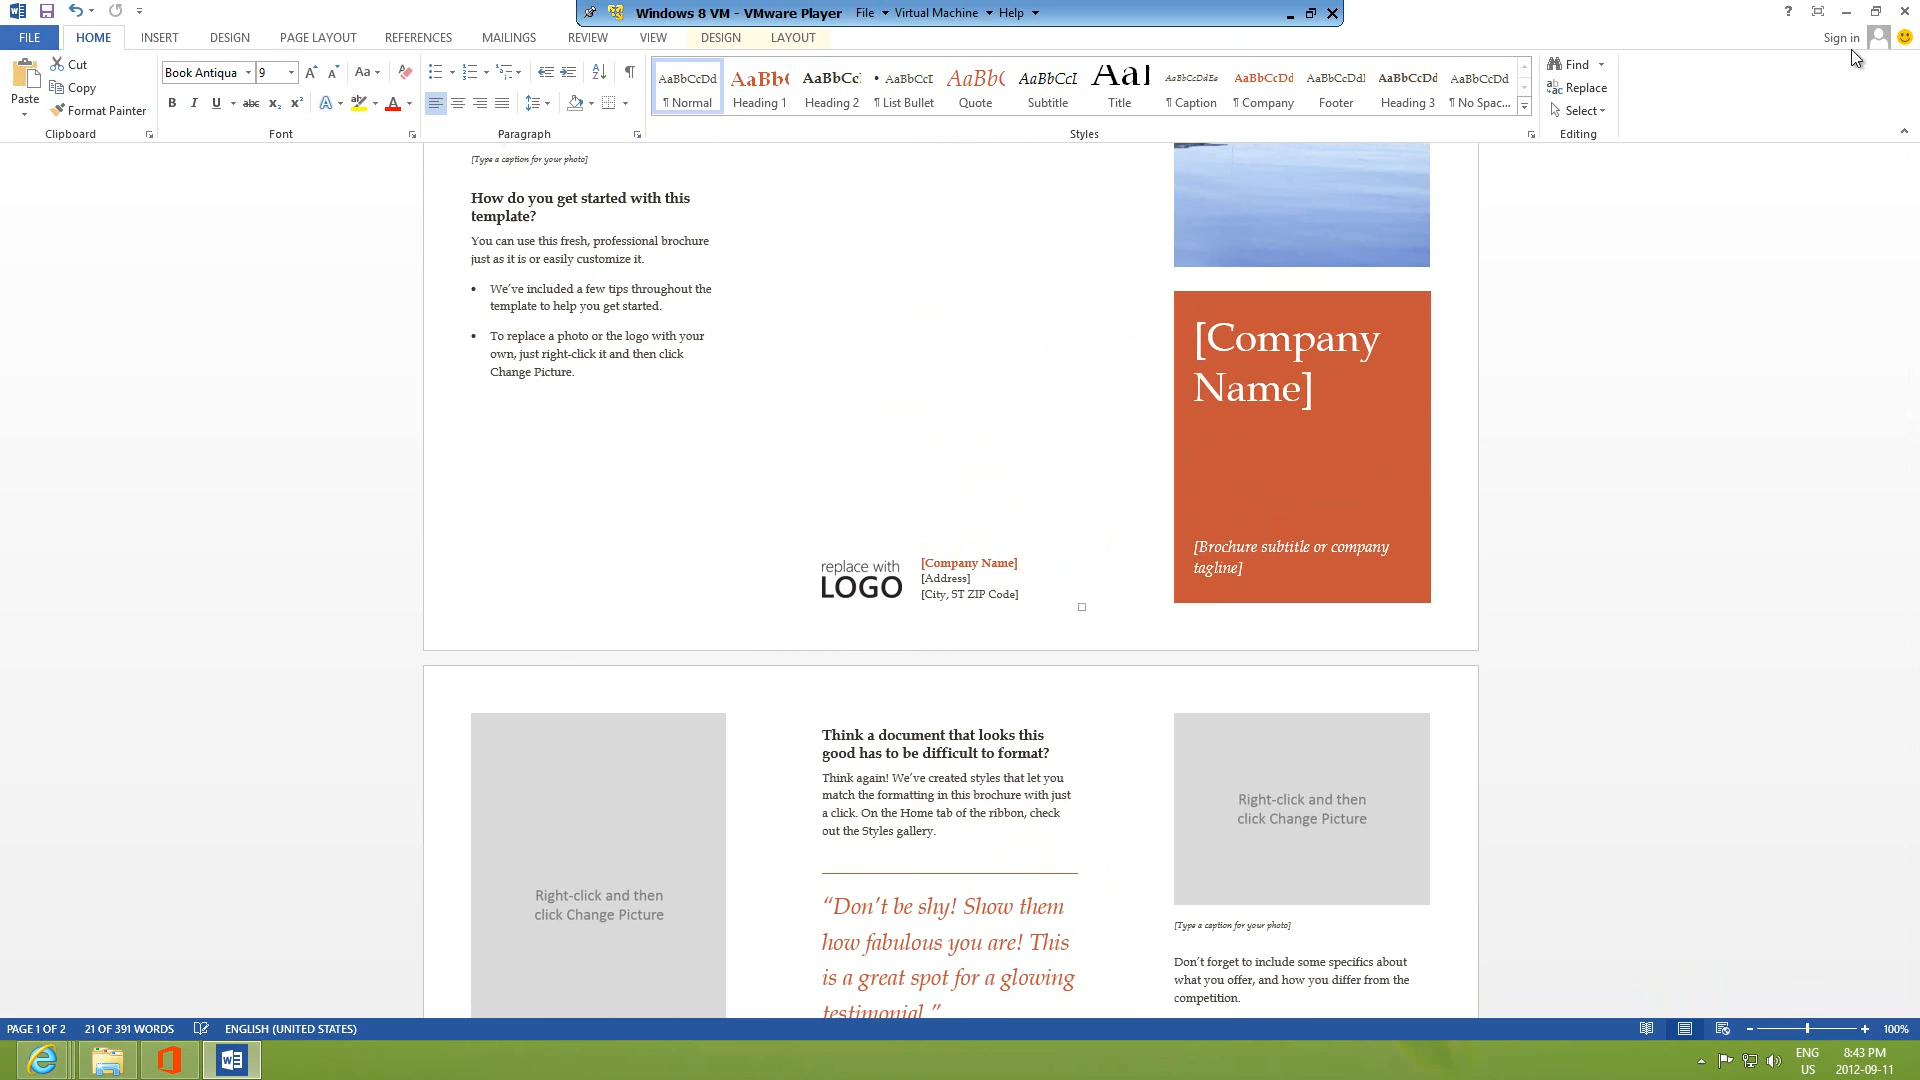 Windows 8 VM - VMware Player File Virtual Machine Help
FILE HOME INSERT DESIGN PAGE LAYOUT REFERENCES MAILINGS REVIEW VIEW DESIGN LAYOUT Sign in
Paste
Cut
Copy
Format Painter
Clipboard
Book Antiqua 9
Font
Paragraph
AaBbCcDd AaBb( AaBbCc AaBbCcD AaBbC AaBbCcI AaI AaBbCcDdEe AaBbCcDd AaBbCcDdI AaBbCcDd AaBbCcDd
¶ Normal Heading 1 Heading 2 ¶ List Bullet Quote Subtitle Title ¶ Caption ¶ Company Footer Heading 3 ¶ No Spac...
Styles
Find
Replace
Select
Editing
[Type a caption for your photo]
How do you get started with this
template?
You can use this fresh, professional brochure
just as it is or easily customize it.
• We’ve included a few tips throughout the
template to help you get started.
• To replace a photo or the logo with your
own, just right-click it and then click
Change Picture.
replace with
LOGO
[Company Name]
[Address]
[City, ST ZIP Code]
[Company
Name]
[Brochure subtitle or company
tagline]
Right-click and then
click Change Picture
Think a document that looks this
good has to be difficult to format?
Think again! We’ve created styles that let you
match the formatting in this brochure with just
a click. On the Home tab of the ribbon, check
out the Styles gallery.
“Don’t be shy! Show them
how fabulous you are! This
is a great spot for a glowing
testimonial.”
Right-click and then
click Change Picture
[Type a caption for your photo]
Don’t forget to include some specifics about
what you offer, and how you differ from the
competition.
PAGE 1 OF 2 21 OF 391 WORDS ENGLISH (UNITED STATES) 100%
ENG 8:43 PM
US 2012-09-11